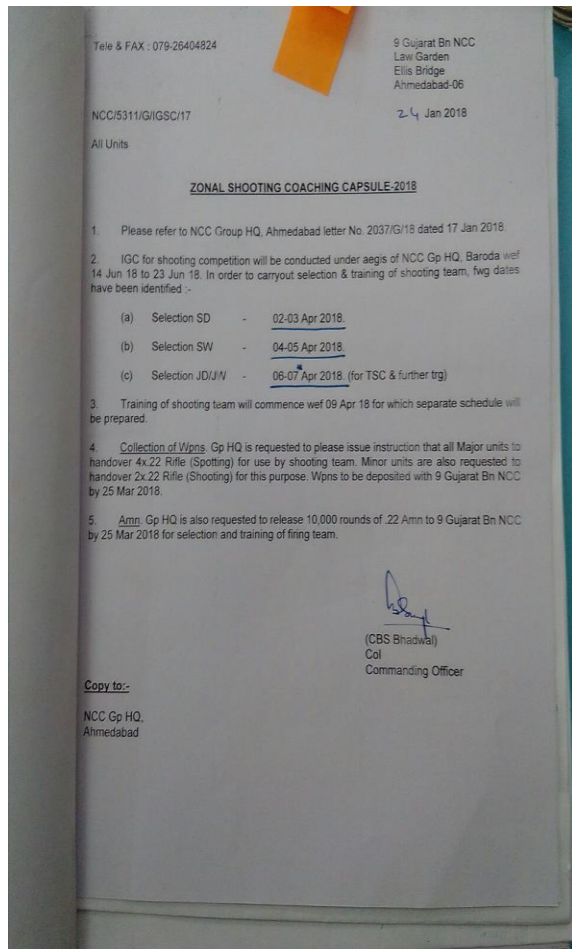 Tele & FAX : 079-26404824
9 Gujarat Bn NCC
Law Garden
Ellis Bridge
Ahmedabad-06
NCC/5311/G/IGSC/17
24 Jan 2018
All Units
ZONAL SHOOTING COACHING CAPSULE-2018
1. Please refer to NCC Group HQ, Ahmedabad letter No. 2037/G/18 dated 17 Jan 2018.
2. IGC for shooting competition will be conducted under aegis of NCC Gp HQ, Baroda wef
14 Jun 18 to 23 Jun 18. In order to carryout selection & training of shooting team, fwg dates
have been identified :-
(a) Selection SD - 02-03 Apr 2018.
(b) Selection SW - 04-05 Apr 2018.
(c) Selection JD/JW - 06-07 Apr 2018. (for TSC & further trg)
3. Training of shooting team will commence wef 09 Apr 18 for which separate schedule will
be prepared.
4. Collection of Wpns. Gp HQ is requested to please issue instruction that all Major units to
handover 4x.22 Rifle (Spotting) for use by shooting team. Minor units are also requested to
handover 2x.22 Rifle (Shooting) for this purpose. Wpns to be deposited with 9 Gujarat Bn NCC
by 25 Mar 2018.
5. Amn. Gp HQ is also requested to release 10,000 rounds of .22 Amn to 9 Gujarat Bn NCC
by 25 Mar 2018 for selection and training of firing team.
(CBS Bhadwal)
Col
Commanding Officer
Copy to:-
NCC Gp HQ,
Ahmedabad